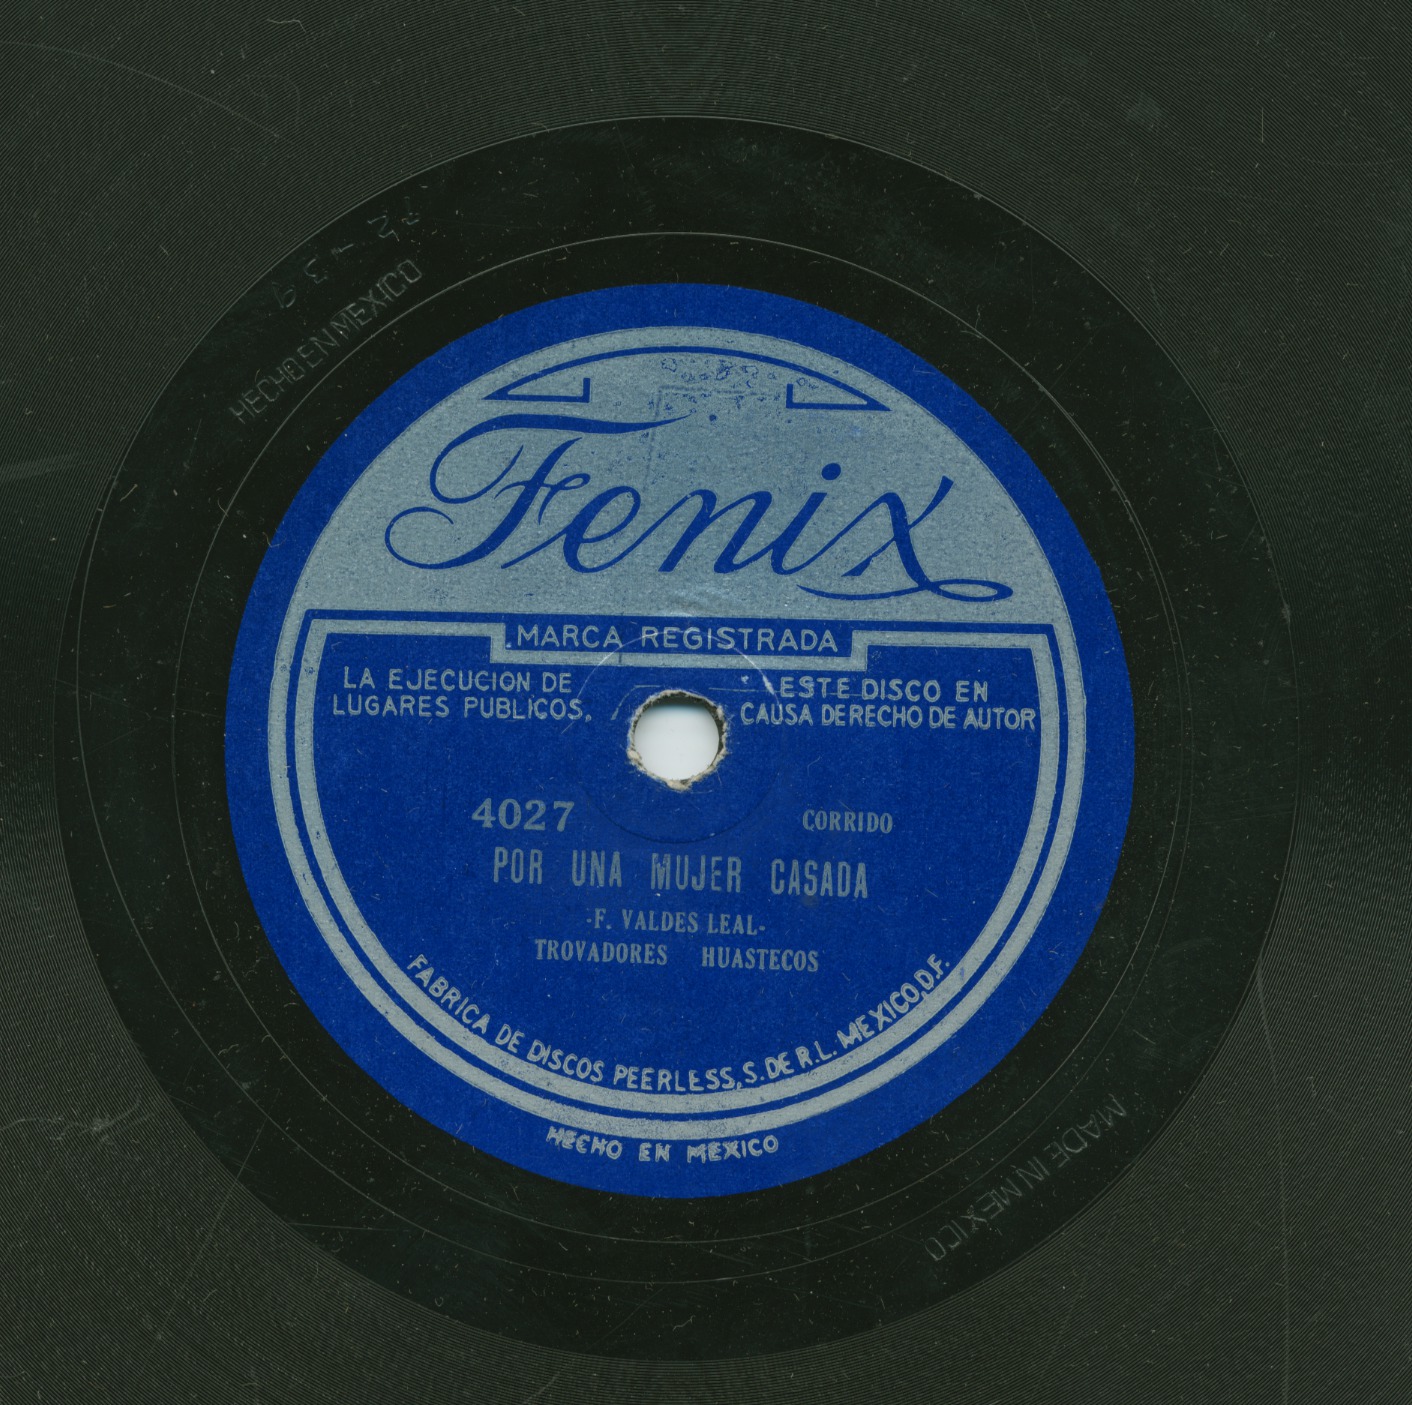 HECHO EN MEXICO
Fenix
MARCA REGISTRADA
LA EJECUCION DE
LUGARES PUBLICOS,
ESTE DISCO EN
CAUSA DERECHO DE AUTOR
4027 CORRIDO
POR UNA MUJER CASADA
-F. VALDES LEAL-
TROVADORES HUASTECOS
FABRICA DE DISCOS PEERLESS, S. DE R. L. MEXICO, D.F.
HECHO EN MEXICO
MADE IN MEXICO